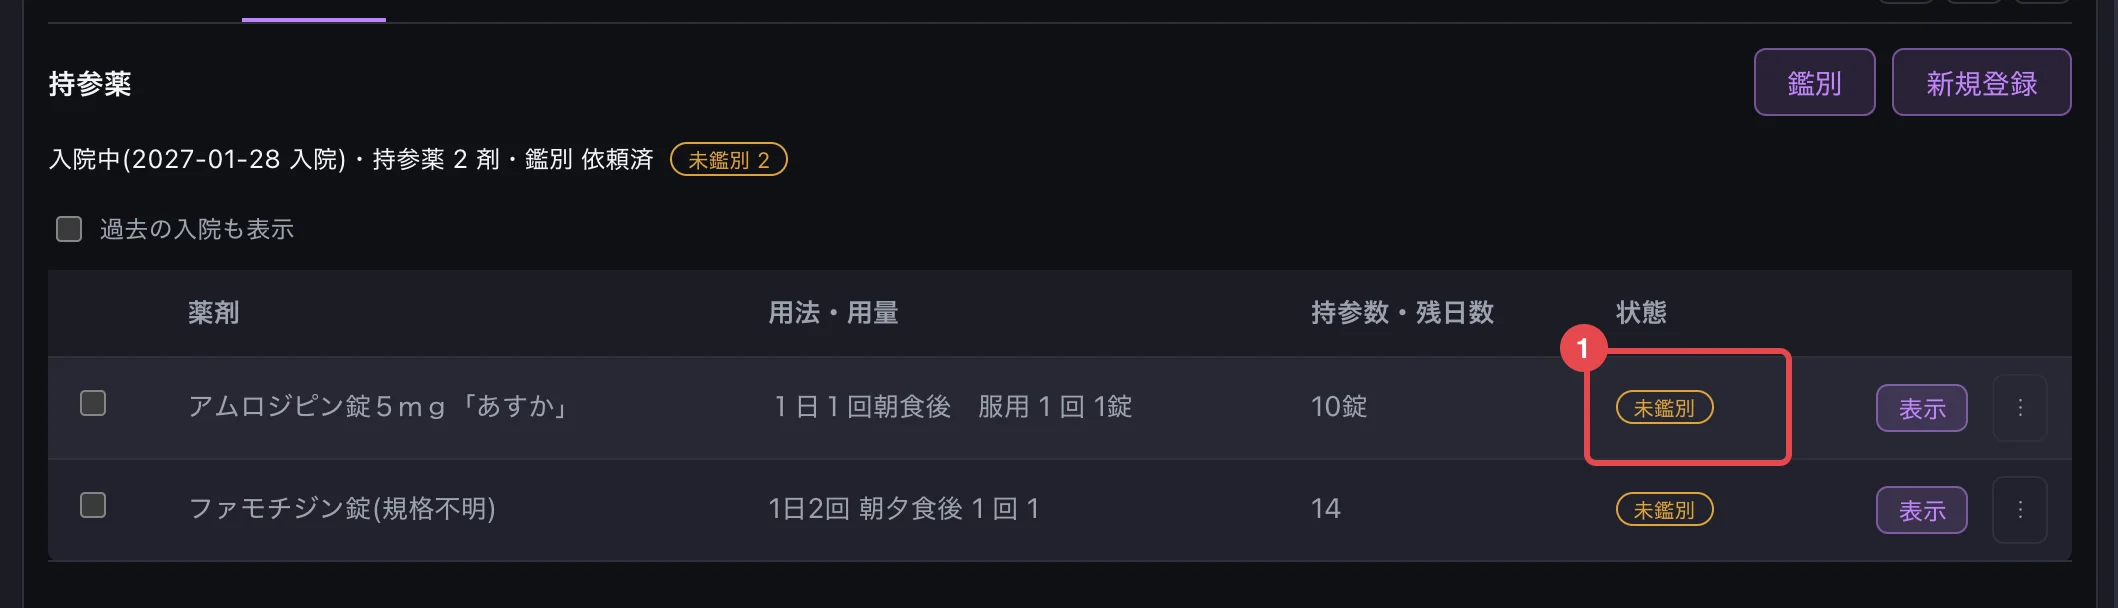 持参薬
鑑別
新規登録
入院中(2027-01-28 入院)・持参薬 2 剤・鑑別 依頼済 未鑑別 2
過去の入院も表示
薬剤 用法・用量 持参数・残日数 状態
1
アムロジピン錠５ｍｇ「あすか」 １日１回朝食後　服用 1 回 1錠 10錠 未鑑別 表示 ⋮
ファモチジン錠(規格不明) 1日2回 朝夕食後 1 回 1 14 未鑑別 表示 ⋮